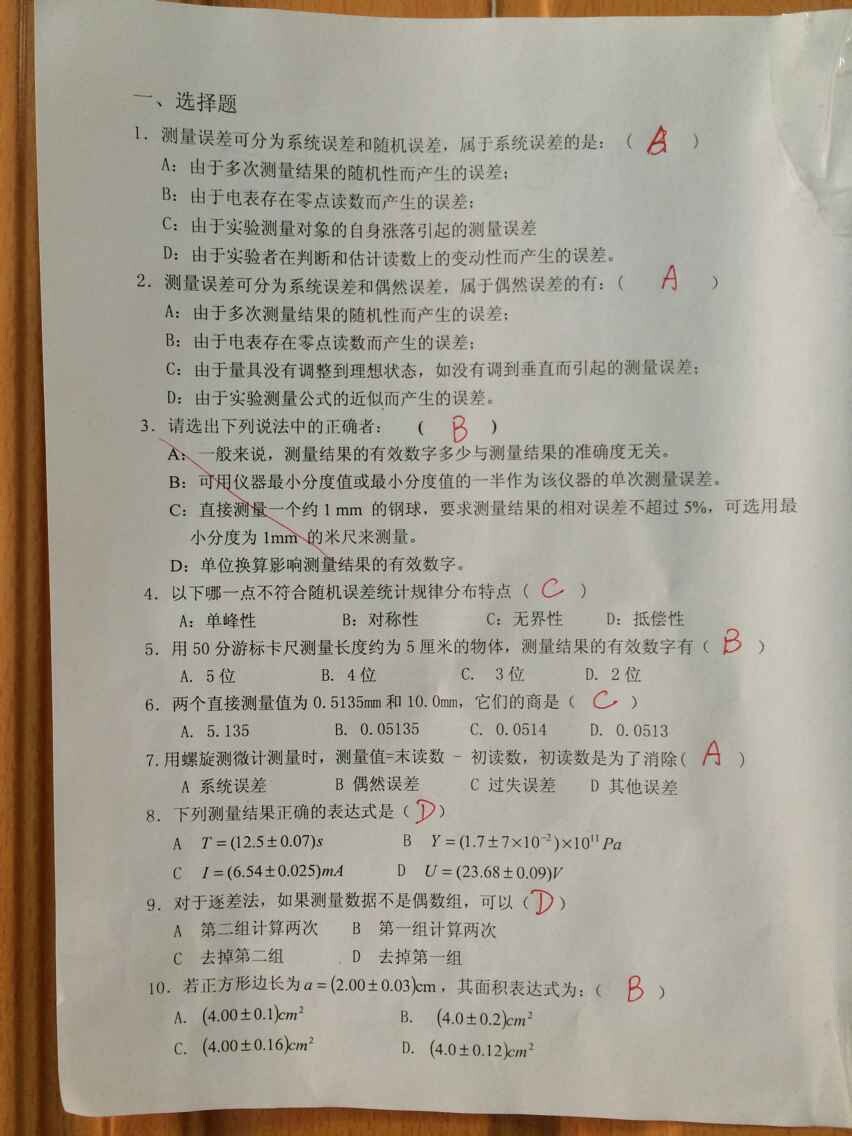 一、选择题
1. 测量误差可分为系统误差和随机误差，属于系统误差的是：（ ）
A：由于多次测量结果的随机性而产生的误差；
B：由于电表存在零点读数而产生的误差；
C：由于实验测量对象的自身涨落引起的测量误差
D：由于实验者在判断和估计读数上的变动性而产生的误差。
2. 测量误差可分为系统误差和偶然误差，属于偶然误差的有：（ A ）
A：由于多次测量结果的随机性而产生的误差；
B：由于电表存在零点读数而产生的误差；
C：由于量具没有调整到理想状态，如没有调到垂直而引起的测量误差；
D：由于实验测量公式的近似而产生的误差。
3. 请选出下列说法中的正确者： （ B ）
A：一般来说，测量结果的有效数字多少与测量结果的准确度无关。
B：可用仪器最小分度值或最小分度值的一半作为该仪器的单次测量误差。
C：直接测量一个约 1 mm 的钢球，要求测量结果的相对误差不超过 5%，可选用最
小分度为 1mm 的米尺来测量。
D：单位换算影响测量结果的有效数字。
4. 以下哪一点不符合随机误差统计规律分布特点（ C ）
A：单峰性 B：对称性 C：无界性 D：抵偿性
5. 用 50 分游标卡尺测量长度约为 5 厘米的物体，测量结果的有效数字有（ B ）
A. 5 位 B. 4 位 C. 3 位 D. 2 位
6. 两个直接测量值为 0.5135mm 和 10.0mm，它们的商是（ C ）
A. 5.135 B. 0.05135 C. 0.0514 D. 0.0513
7. 用螺旋测微计测量时，测量值=末读数 - 初读数，初读数是为了消除( A ）
A 系统误差 B 偶然误差 C 过失误差 D 其他误差
8. 下列测量结果正确的表达式是（ D ）
A T = (12.5±0.07)s B Y = (1.7±7×10⁻²)×10¹¹ Pa
C I = (6.54±0.025)mA D U = (23.68±0.09)V
9. 对于逐差法，如果测量数据不是偶数组，可以（ D ）
A 第二组计算两次 B 第一组计算两次
C 去掉第二组 D 去掉第一组
10. 若正方形边长为 a = (2.00±0.03)cm ，其面积表达式为：（ B ）
A. (4.00±0.1)cm² B. (4.0±0.2)cm²
C. (4.00±0.16)cm² D. (4.0±0.12)cm²